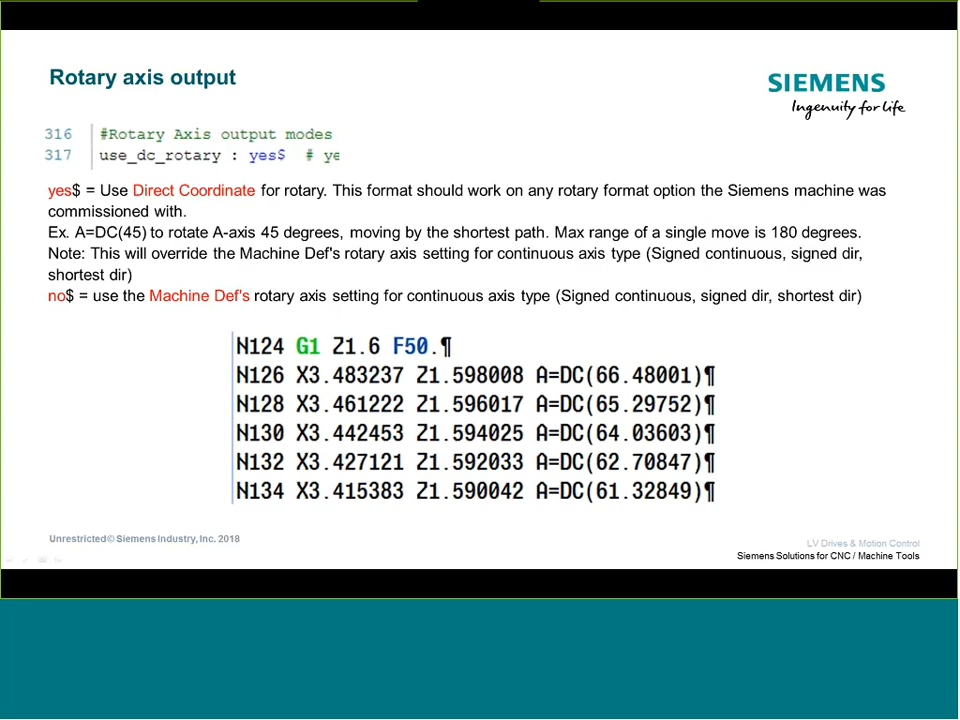 Rotary axis output
SIEMENS
Ingenuity for life
316 #Rotary Axis output modes
317 use_dc_rotary : yes$ # ye
yes$ = Use Direct Coordinate for rotary. This format should work on any rotary format option the Siemens machine was
commissioned with.
Ex. A=DC(45) to rotate A-axis 45 degrees, moving by the shortest path. Max range of a single move is 180 degrees.
Note: This will override the Machine Def's rotary axis setting for continuous axis type (Signed continuous, signed dir,
shortest dir)
no$ = use the Machine Def's rotary axis setting for continuous axis type (Signed continuous, signed dir, shortest dir)
N124 G1 Z1.6 F50.¶
N126 X3.483237 Z1.598008 A=DC(66.48001)¶
N128 X3.461222 Z1.596017 A=DC(65.29752)¶
N130 X3.442453 Z1.594025 A=DC(64.03603)¶
N132 X3.427121 Z1.592033 A=DC(62.70847)¶
N134 X3.415383 Z1.590042 A=DC(61.32849)¶
Unrestricted © Siemens Industry, Inc. 2018
LV Drives & Motion Control
Siemens Solutions for CNC / Machine Tools